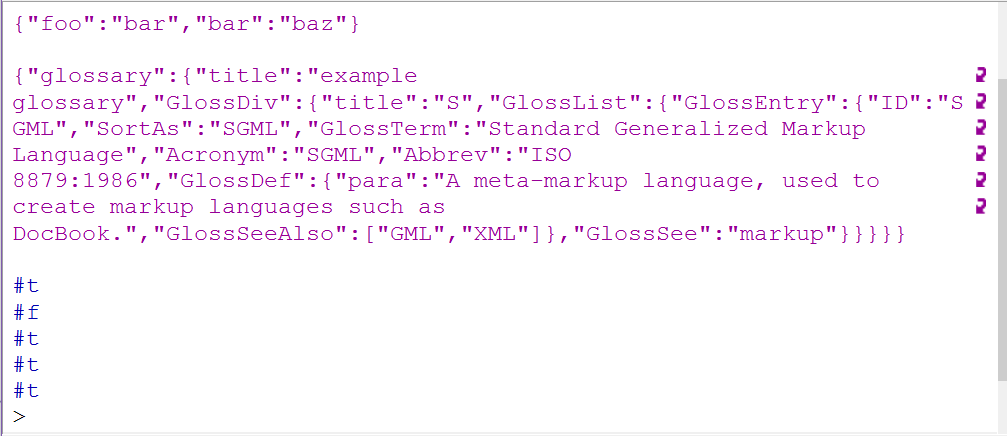 {"foo":"bar","bar":"baz"}
{"glossary":{"title":"example
glossary","GlossDiv":{"title":"S","GlossList":{"GlossEntry":{"ID":"S
GML","SortAs":"SGML","GlossTerm":"Standard Generalized Markup
Language","Acronym":"SGML","Abbrev":"ISO
8879:1986","GlossDef":{"para":"A meta-markup language, used to
create markup languages such as
DocBook.","GlossSeeAlso":["GML","XML"]},"GlossSee":"markup"}}}}}
#t
#f
#t
#t
#t
>